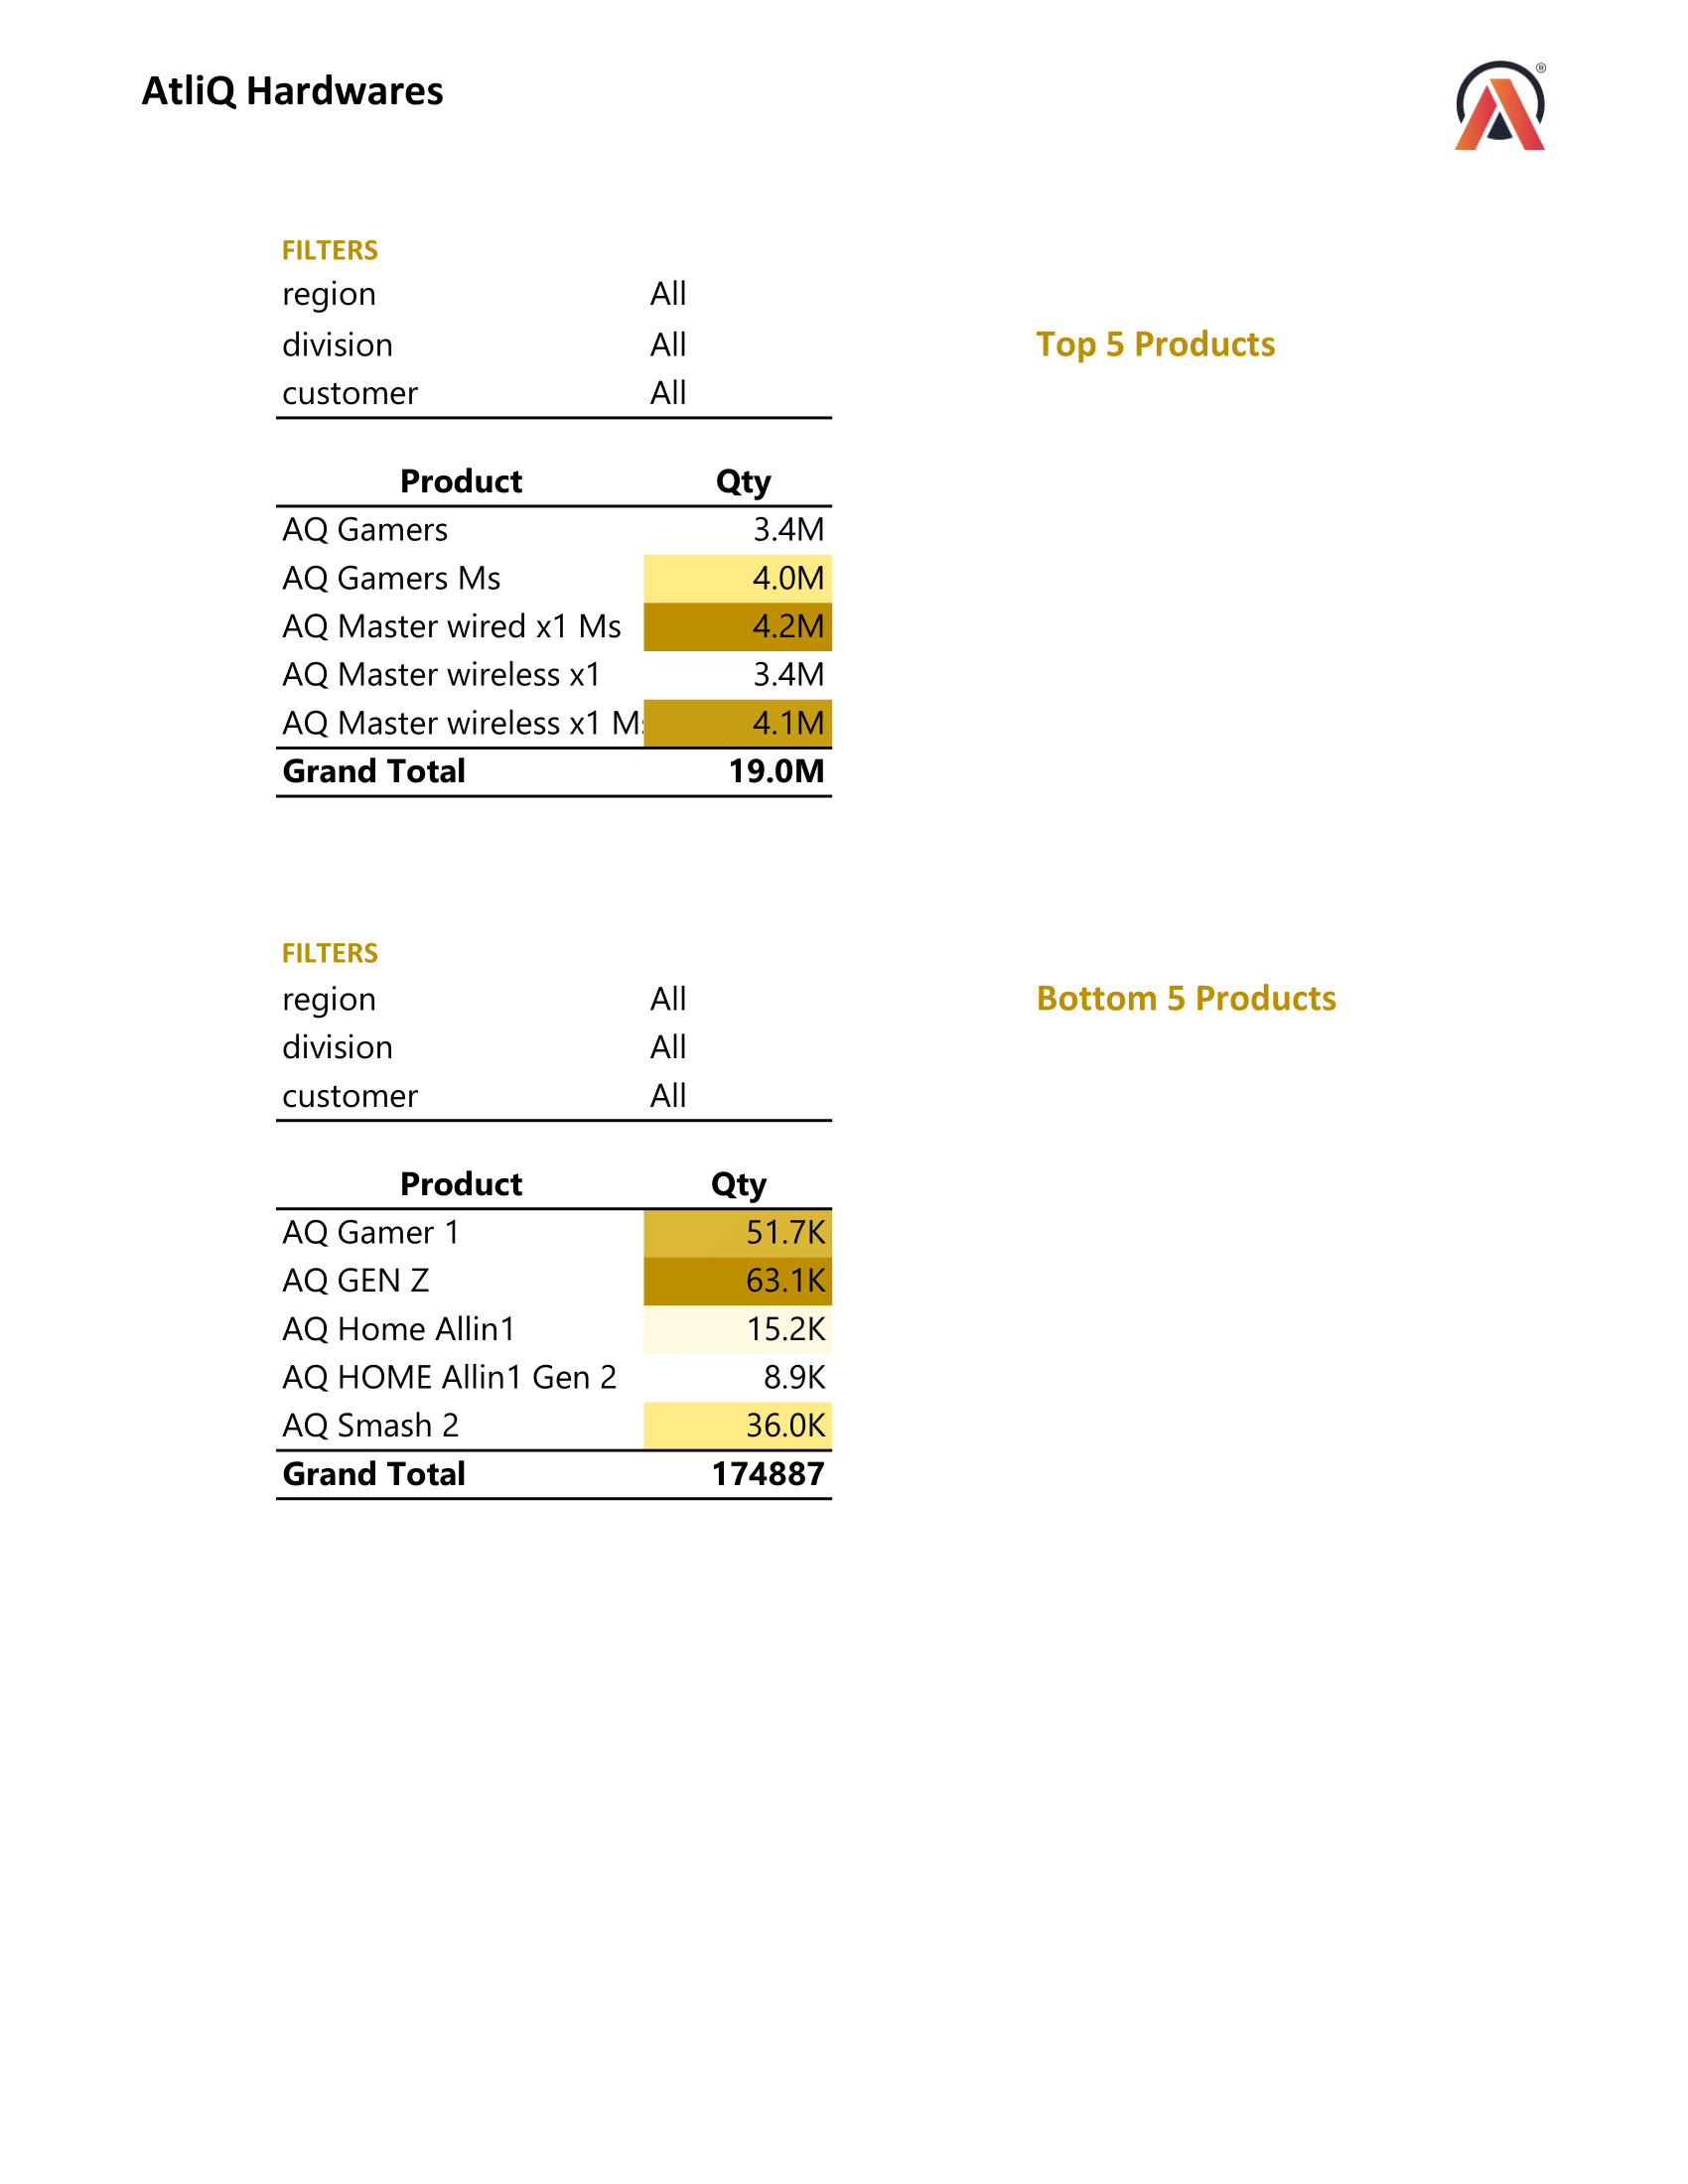 AtliQ Hardwares
®
FILTERS
region All
division All
Top 5 Products
customer All
Product Qty
AQ Gamers 3.4M
AQ Gamers Ms 4.0M
AQ Master wired x1 Ms 4.2M
AQ Master wireless x1 3.4M
AQ Master wireless x1 Ms 4.1M
Grand Total 19.0M
FILTERS
region All
Bottom 5 Products
division All
customer All
Product Qty
AQ Gamer 1 51.7K
AQ GEN Z 63.1K
AQ Home Allin1 15.2K
AQ HOME Allin1 Gen 2 8.9K
AQ Smash 2 36.0K
Grand Total 174887